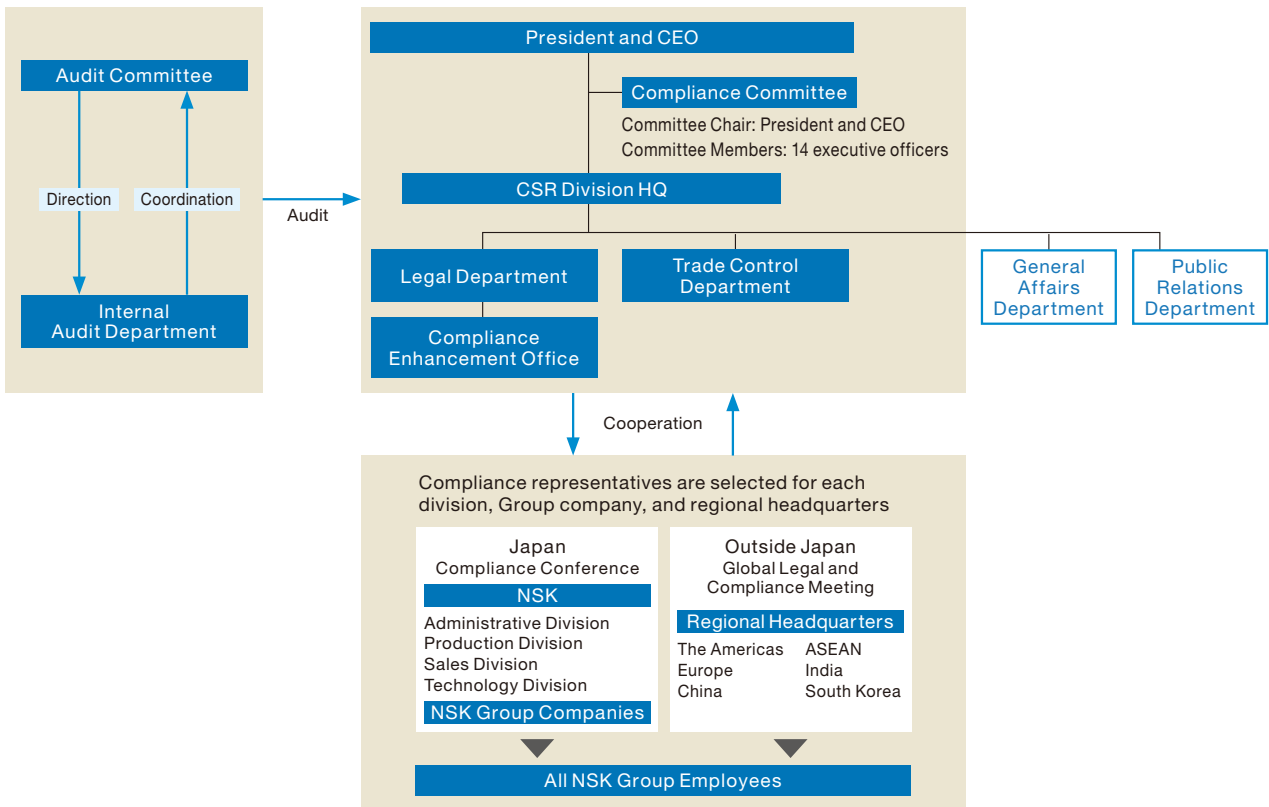 Audit Committee
Direction
Coordination
Internal
Audit Department
Audit
President and CEO
Compliance Committee
Committee Chair: President and CEO
Committee Members: 14 executive officers
CSR Division HQ
Legal Department
Compliance
Enhancement Office
Trade Control
Department
General
Affairs
Department
Public
Relations
Department
Cooperation
Compliance representatives are selected for each
division, Group company, and regional headquarters
Japan
Compliance Conference
NSK
Administrative Division
Production Division
Sales Division
Technology Division
NSK Group Companies
Outside Japan
Global Legal and
Compliance Meeting
Regional Headquarters
The Americas
Europe
China
ASEAN
India
South Korea
All NSK Group Employees